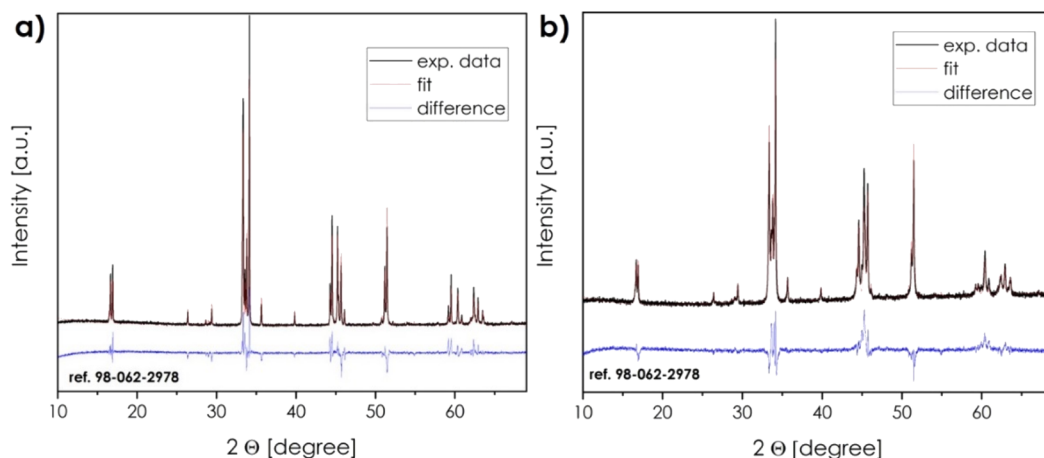 a)
Intensity [a.u.]
exp. data
fit
difference
ref. 98-062-2978
10 20 30 40 50 60
2 Θ [degree]
b)
Intensity [a.u.]
exp. data
fit
difference
ref. 98-062-2978
10 20 30 40 50 60
2 Θ [degree]